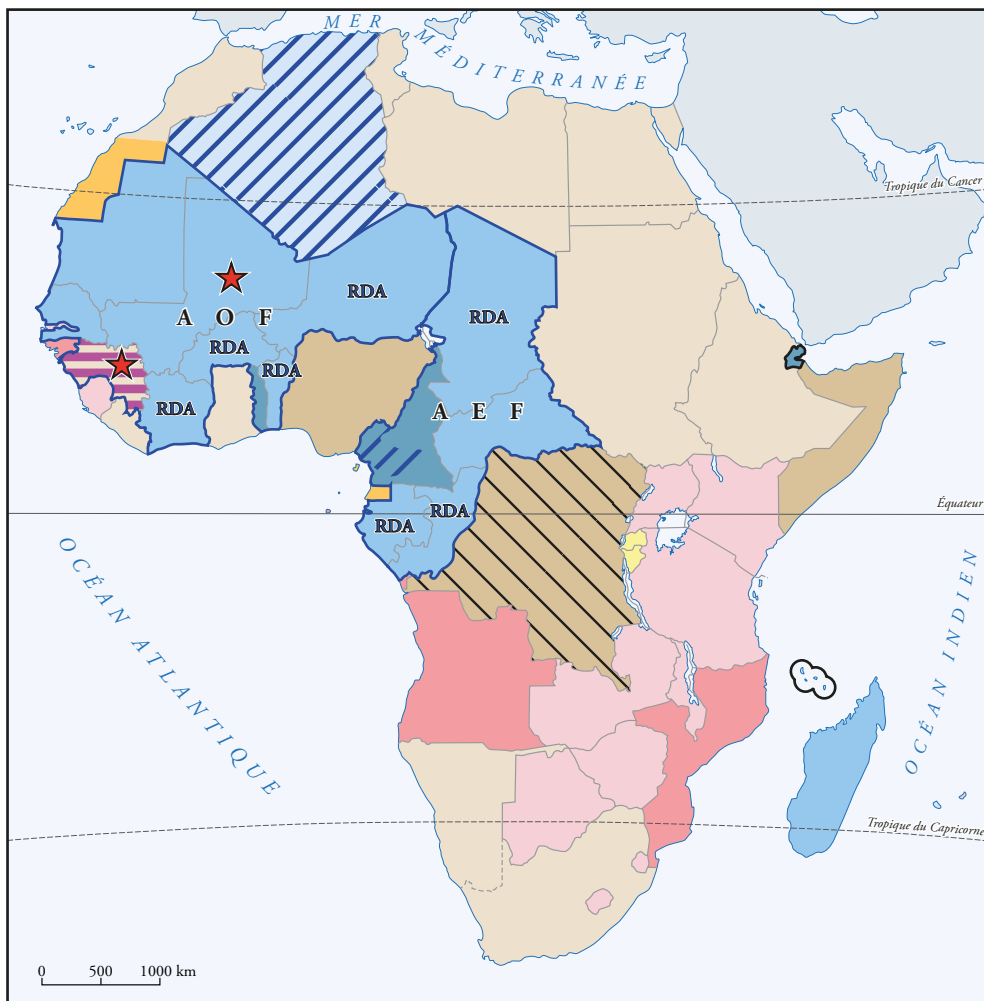 MER
MÉDITERRANÉE
Tropique du Cancer
RDA
RDA
A O F
RDA
RDA
RDA
A E F
RDA
RDA
Équateur
OCÉAN ATLANTIQUE
OCÉAN INDIEN
Tropique du Capricorne
0 500 1000 km